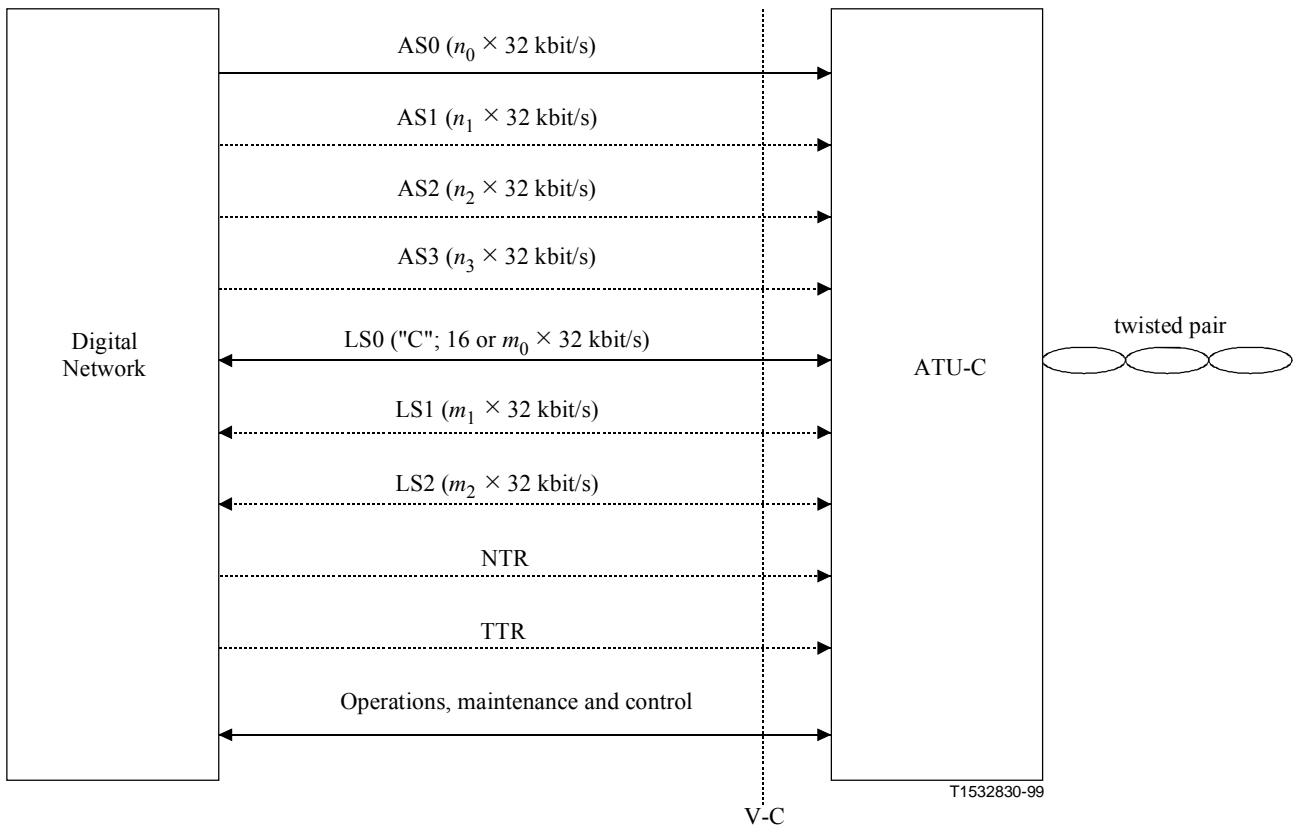 AS0 (n0 × 32 kbit/s)
AS1 (n1 × 32 kbit/s)
AS2 (n2 × 32 kbit/s)
AS3 (n3 × 32 kbit/s)
Digital
Network
LS0 ("C"; 16 or m0 × 32 kbit/s)
ATU-C
twisted pair
LS1 (m1 × 32 kbit/s)
LS2 (m2 × 32 kbit/s)
NTR
TTR
Operations, maintenance and control
T1532830-99
V-C